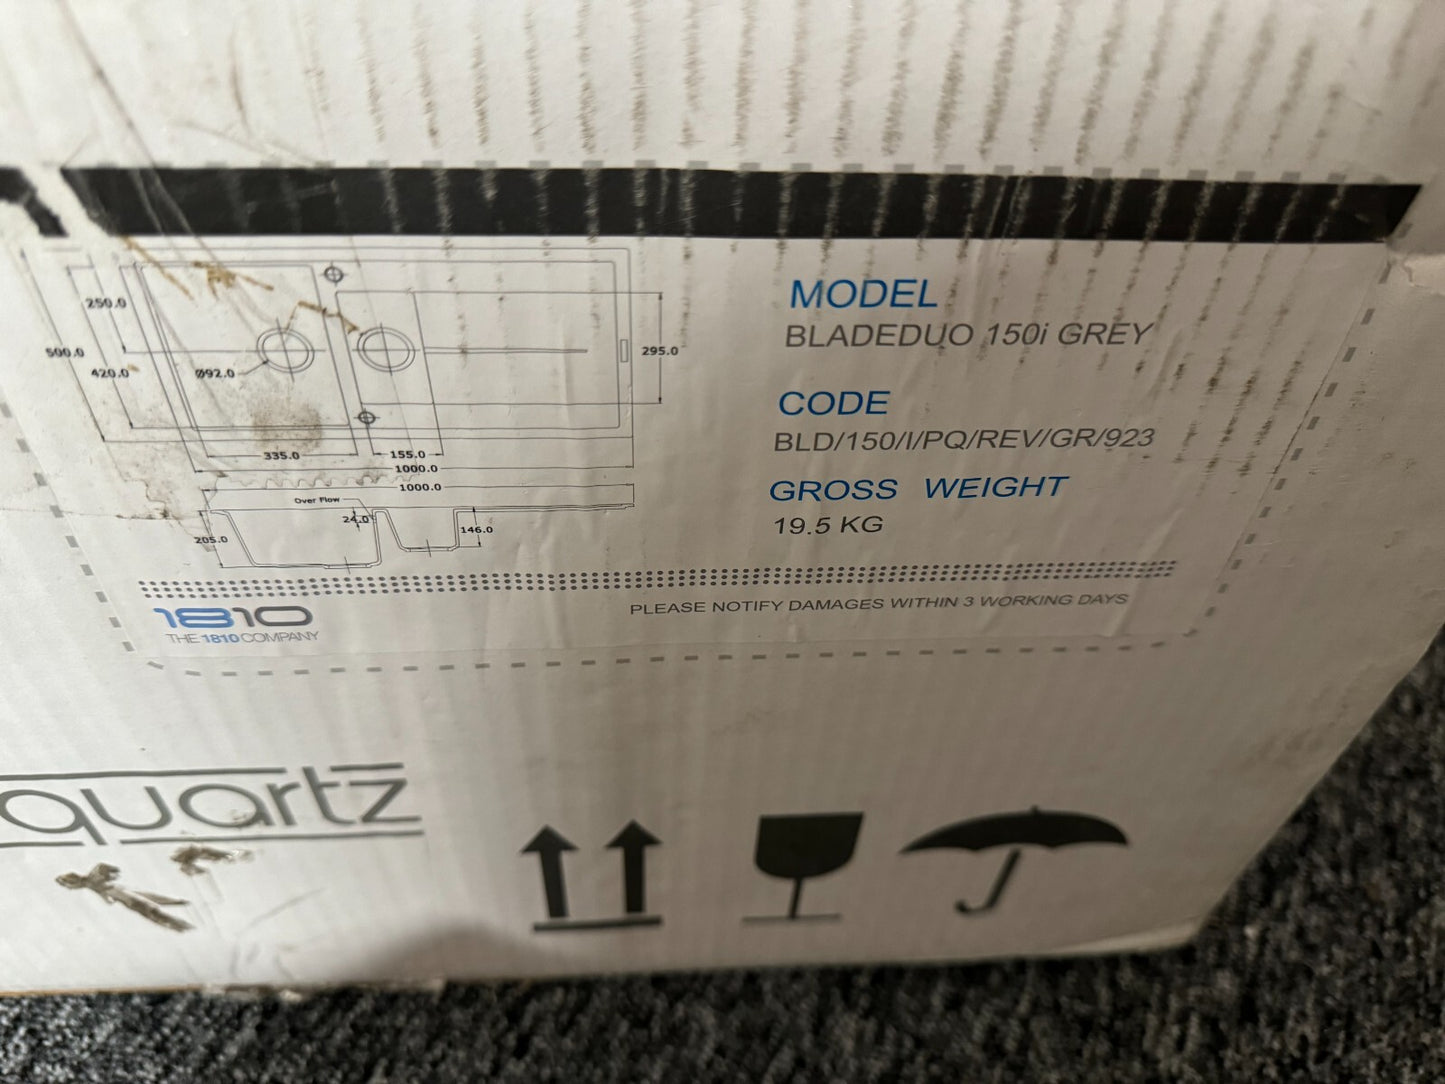 250.0
500.0
420.0
Ø92.0
295.0
335.0
155.0
1000.0
1000.0
Over Flow
24.0
205.0
146.0
MODEL
BLADEDUO 150i GREY
CODE
BLD/150/I/PQ/REV/GR/923
GROSS WEIGHT
19.5 KG
1810
THE 1810 COMPANY
PLEASE NOTIFY DAMAGES WITHIN 3 WORKING DAYS
quartz